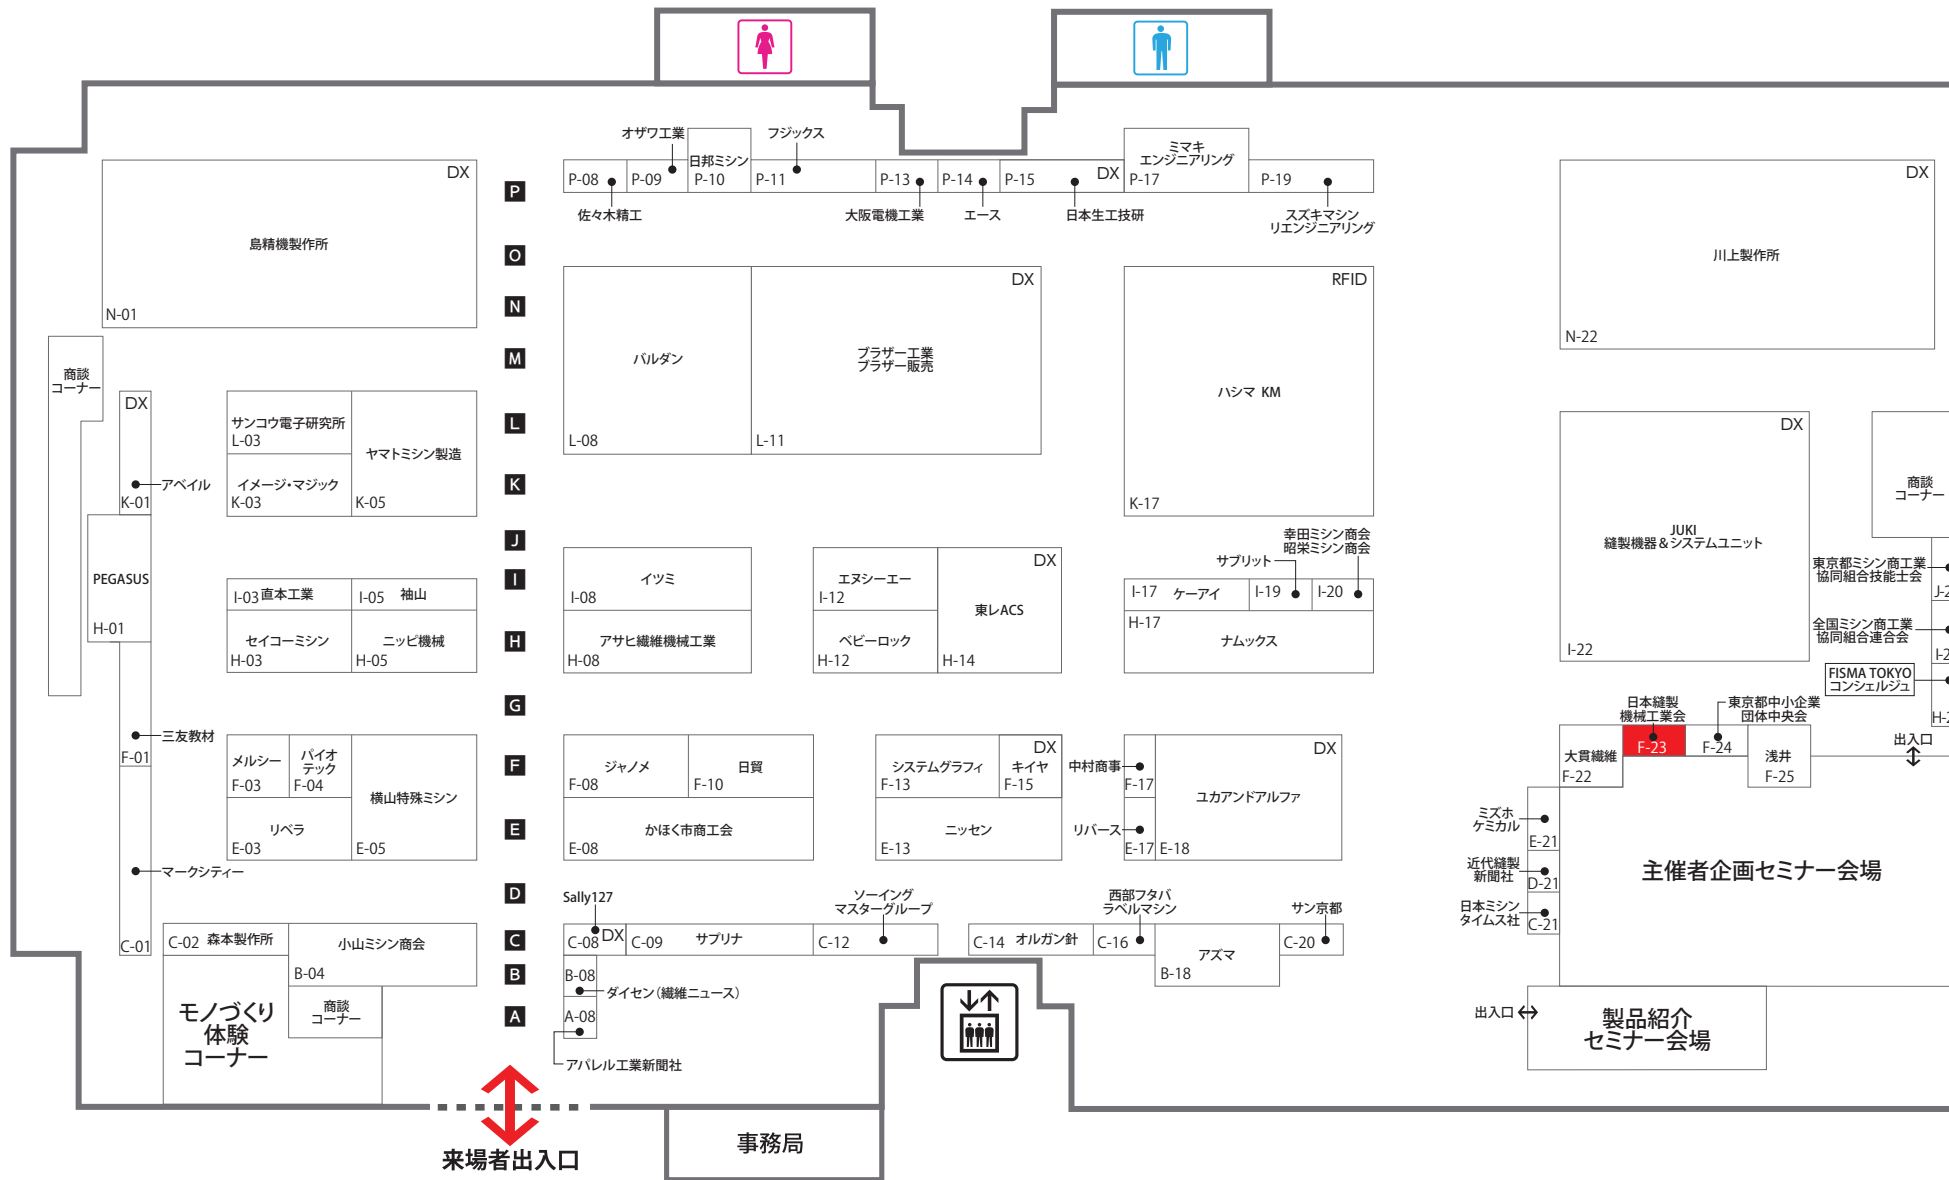 オザワ工業
フジックス
日邦ミシン
ミマキ
エンジニアリング
P-08
P-09
P-10
P-11
P-13
P-14
P-15
DX
P-17
P-19
佐々木精工
大阪電機工業
エース
日本生工技研
スズキマシン
リエンジニアリング
DX
島精機製作所
N-01
DX
川上製作所
N-22
P
O
N
M
L
K
J
I
H
G
F
E
D
C
B
A
バルダン
L-08
DX
ブラザー工業
ブラザー販売
L-11
RFID
ハシマ KM
K-17
商談
コーナー
DX
アベイル
K-01
サンコウ電子研究所
L-03
イメージ・マジック
K-03
ヤマトミシン製造
K-05
DX
JUKI
縫製機器&システムユニット
I-22
商談
コーナー
PEGASUS
H-01
I-03 直本工業
I-05 袖山
セイコーミシン
H-03
ニッピ機械
H-05
イツミ
I-08
アサヒ繊維機械工業
H-08
エヌシーエー
I-12
ベビーロック
H-12
DX
東レACS
H-14
幸田ミシン商会
昭栄ミシン商会
サブリット
I-17 ケーアイ
I-19
I-20
H-17
ナムックス
東京都ミシン商工業
協同組合技能士会
J-2
全国ミシン商工業
協同組合連合会
I-2
FISMA TOKYO
コンシェルジュ
H-2
三友教材
F-01
メルシー
F-03
パイオ
テック
F-04
横山特殊ミシン
E-05
リベラ
E-03
ジャノメ
F-08
日貿
F-10
かほく市商工会
E-08
システムグラフィ
F-13
DX
キイヤ
F-15
ニッセン
E-13
中村商事
F-17
リバース
E-17
DX
ユカアンドアルファ
E-18
日本縫製
機械工業会
F-23
東京都中小企業
団体中央会
F-24
大貫繊維
F-22
浅井
F-25
出入口
ミズホ
ケミカル
E-21
近代縫製
新聞社
D-21
日本ミシン
タイムス社
C-21
主催者企画セミナー会場
マークシティー
C-01
C-02 森本製作所
小山ミシン商会
B-04
商談
コーナー
モノづくり
体験
コーナー
Sally127
C-08
DX
C-09 サプリナ
ソーイング
マスターグループ
C-12
B-08
ダイセン(繊維ニュース)
A-08
アパレル工業新聞社
C-14 オルガン針
西部フタバ
ラベルマシン
C-16
アズマ
B-18
サン京都
C-20
出入口
製品紹介
セミナー会場
来場者出入口
事務局